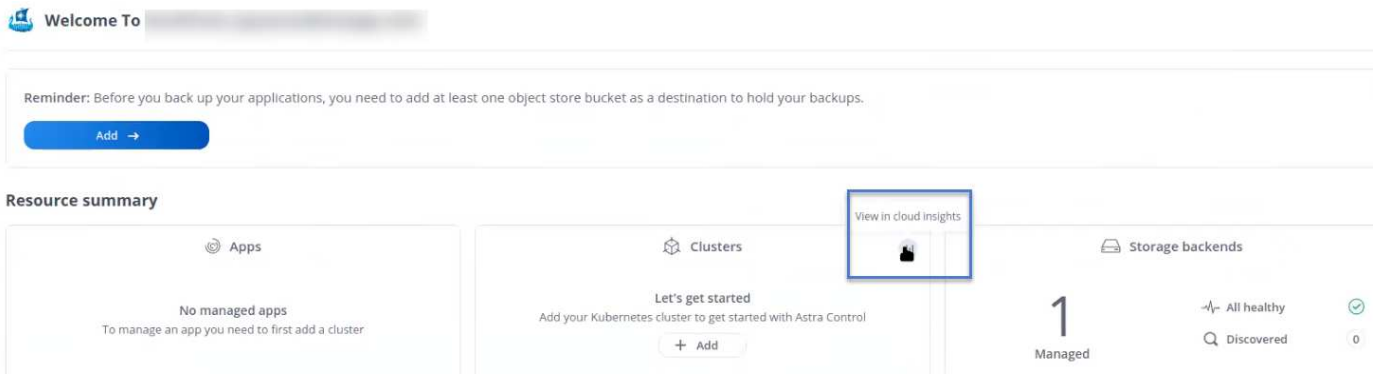 Welcome To
Reminder: Before you back up your applications, you need to add at least one object store bucket as a destination to hold your backups.
Add →
Resource summary
View in cloud insights
Apps
No managed apps
To manage an app you need to first add a cluster
Clusters
Let's get started
Add your Kubernetes cluster to get started with Astra Control
+ Add
Storage backends
1
Managed
All healthy
Discovered 0